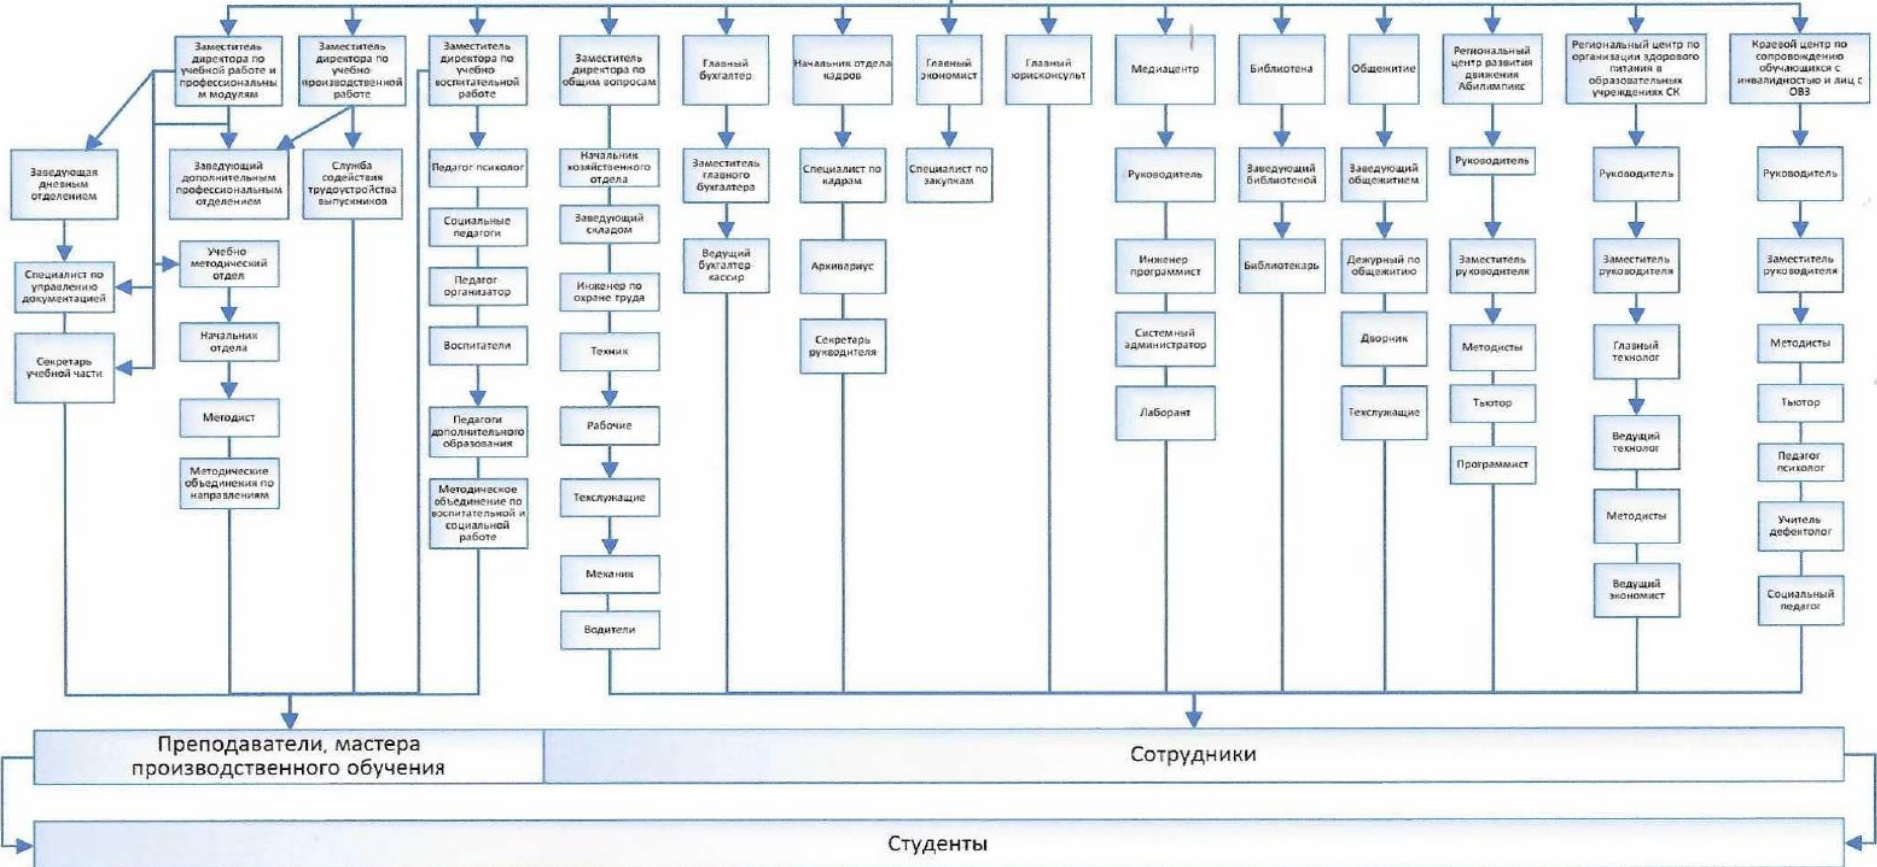 Заместитель
директора по
учебной работе и
профессиональны
м модулям
Заместитель
директора по
учебно-
производственной
работе
Заместитель
директора по
учебно
воспитательной
работе
Заместитель
директора по
общим вопросам
Главный
бухгалтер
Начальник отдела
кадров
Главный
экономист
Главный
юрисконсульт
Медиацентр
Библиотека
Общежитие
Региональный
центр развития
движения
Абилимпикс
Региональный центр по
организации здорового
питания в
образовательных
учреждениях СК
Краевой центр по
сопровождению
обучающихся с
инвалидностью и лиц с
ОВЗ
Заведующая
дневным
отделением
Заведующий
дополнительным
профессиональным
отделением
Служба
содействия
трудоустройства
выпускников
Педагог психолог
Начальник
хозяйственного
отдела
Заместитель
главного
бухгалтера
Специалист по
кадрам
Специалист по
закупкам
Руководитель
Заведующий
библиотекой
Заведующий
общежитием
Руководитель
Руководитель
Руководитель
Социальные
педагоги
Заведующий
складом
Специалист по
управлению
документацией
Учебно
методический
отдел
Педагог
организатор
Инженер по
охране труда
Ведущий
бухгалтер
кассир
Архивариус
Инженер
программист
Библиотекарь
Дежурный по
общежитию
Заместитель
руководителя
Заместитель
руководителя
Заместитель
руководителя
Секретарь
учебной части
Начальник
отдела
Воспитатели
Техник
Секретарь
руководителя
Системный
администратор
Дворник
Методисты
Главный
технолог
Методисты
Методист
Педагоги
дополнительного
образования
Рабочие
Лаборант
Техслужащие
Тьютор
Ведущий
технолог
Тьютор
Методические
объединения по
направлениям
Методическое
объединение по
воспитательной и
социальной
работе
Техслужащие
Программист
Методисты
Педагог
психолог
Механик
Ведущий
экономист
Учитель
дефектолог
Водители
Социальный
педагог
Преподаватели, мастера
производственного обучения
Сотрудники
Студенты